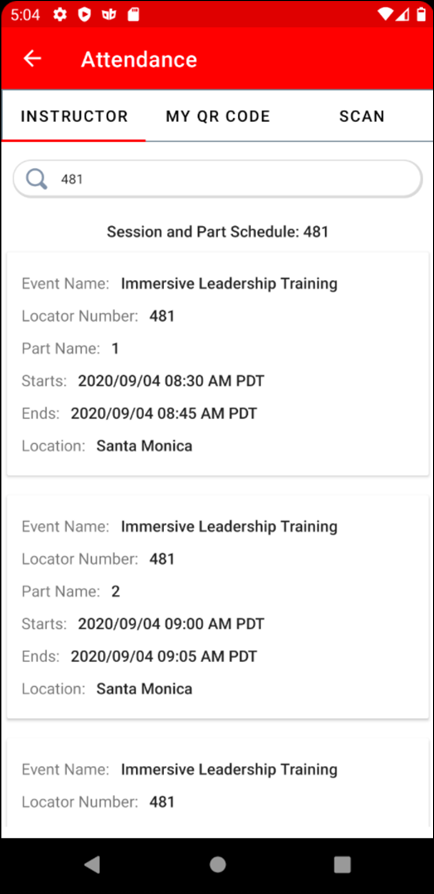 5:04
Attendance
INSTRUCTOR MY QR CODE SCAN
481
Session and Part Schedule: 481
Event Name: Immersive Leadership Training
Locator Number: 481
Part Name: 1
Starts: 2020/09/04 08:30 AM PDT
Ends: 2020/09/04 08:45 AM PDT
Location: Santa Monica
Event Name: Immersive Leadership Training
Locator Number: 481
Part Name: 2
Starts: 2020/09/04 09:00 AM PDT
Ends: 2020/09/04 09:05 AM PDT
Location: Santa Monica
Event Name: Immersive Leadership Training
Locator Number: 481